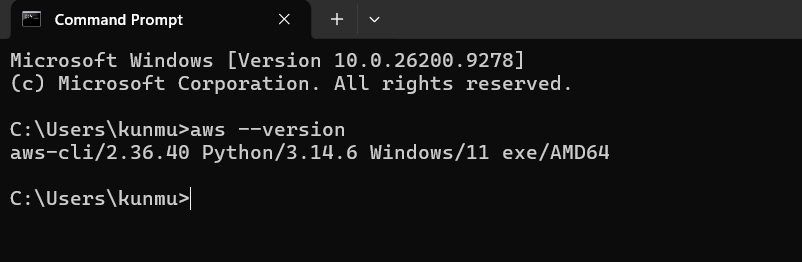 Command Prompt
Microsoft Windows [Version 10.0.26200.9278]
(c) Microsoft Corporation. All rights reserved.
C:\Users\kunmu>aws --version
aws-cli/2.36.40 Python/3.14.6 Windows/11 exe/AMD64
C:\Users\kunmu>